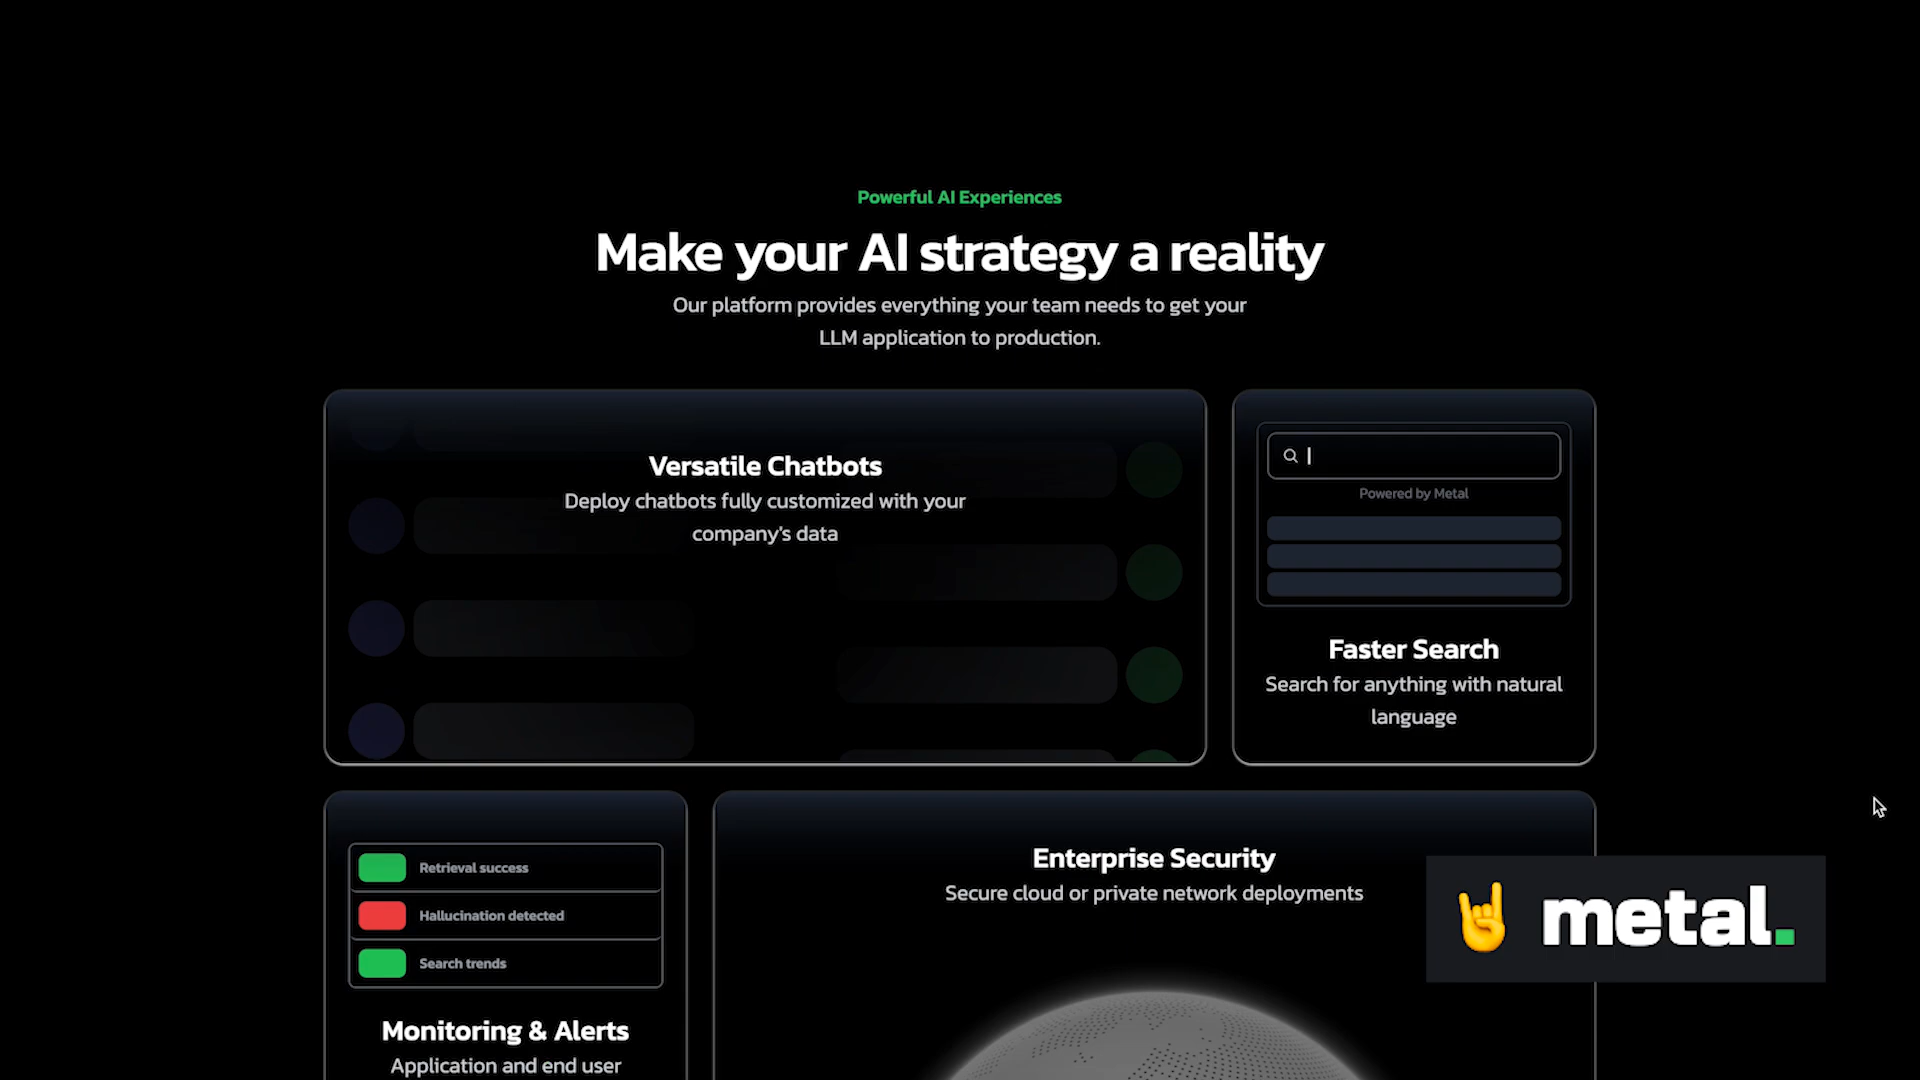 Powerful AI Experiences
Make your AI strategy a reality
Our platform provides everything your team needs to get your
LLM application to production.
Versatile Chatbots
Deploy chatbots fully customized with your
company's data
Powered by Metal
Faster Search
Search for anything with natural
language
Retrieval success
Hallucination detected
Search trends
Monitoring & Alerts
Application and end user
Enterprise Security
Secure cloud or private network deployments
metal.